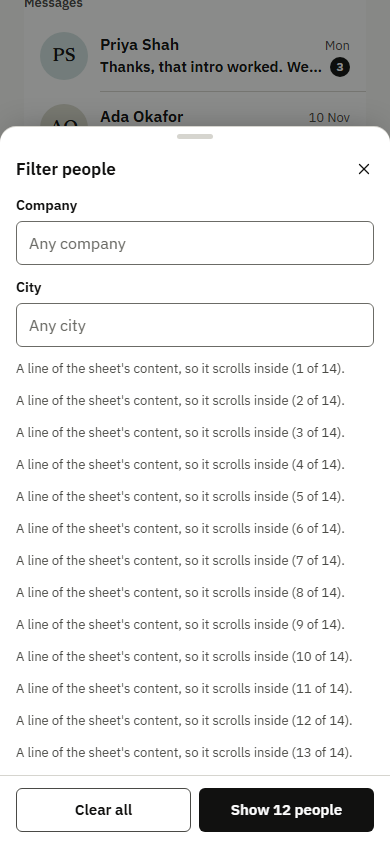 Messages
PS
Priya Shah
Mon
Thanks, that intro worked. We...
3
AO
Ada Okafor
10 Nov
Filter people
Company
Any company
City
Any city
A line of the sheet's content, so it scrolls inside (1 of 14).
A line of the sheet's content, so it scrolls inside (2 of 14).
A line of the sheet's content, so it scrolls inside (3 of 14).
A line of the sheet's content, so it scrolls inside (4 of 14).
A line of the sheet's content, so it scrolls inside (5 of 14).
A line of the sheet's content, so it scrolls inside (6 of 14).
A line of the sheet's content, so it scrolls inside (7 of 14).
A line of the sheet's content, so it scrolls inside (8 of 14).
A line of the sheet's content, so it scrolls inside (9 of 14).
A line of the sheet's content, so it scrolls inside (10 of 14).
A line of the sheet's content, so it scrolls inside (11 of 14).
A line of the sheet's content, so it scrolls inside (12 of 14).
A line of the sheet's content, so it scrolls inside (13 of 14).
Clear all
Show 12 people